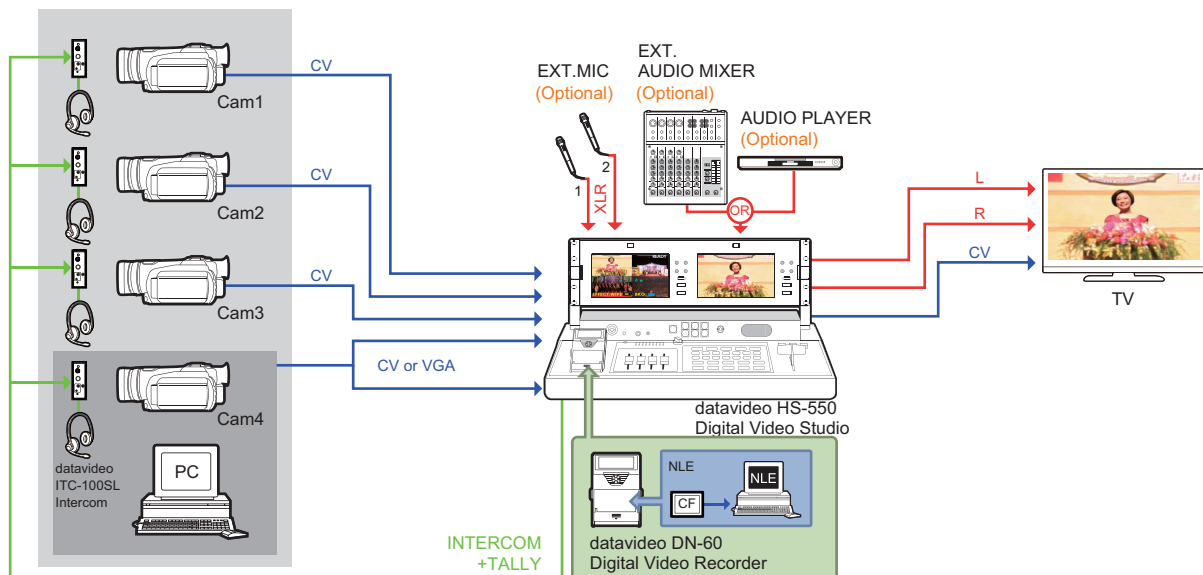 Cam1
Cam2
Cam3
Cam4
datavideo
ITC-100SL
Intercom
PC
CV
CV
CV
CV or VGA
EXT.MIC
(Optional)
1
2
XLR
EXT.
AUDIO MIXER
(Optional)
AUDIO PLAYER
(Optional)
OR
L
R
CV
TV
datavideo HS-550
Digital Video Studio
NLE
CF
NLE
datavideo DN-60
Digital Video Recorder
INTERCOM
+TALLY